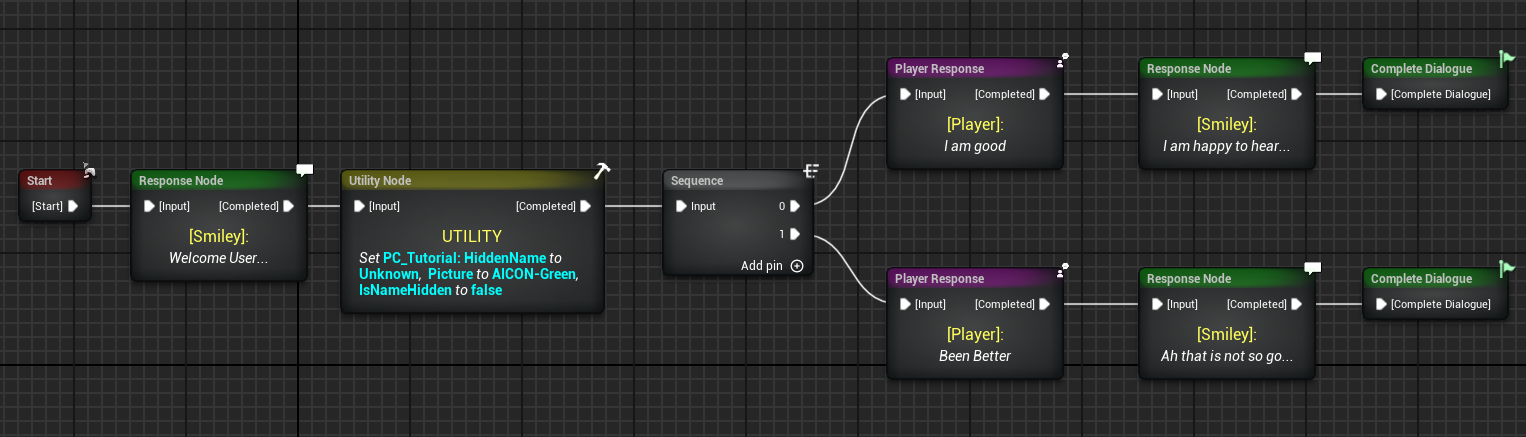 Start
[Start]
Response Node
[Input] [Completed]
[Smiley]:
Welcome User...
Utility Node
[Input] [Completed]
UTILITY
Set PC_Tutorial: HiddenName to
Unknown, Picture to AICON-Green,
IsNameHidden to false
Sequence
Input 0
1
Add pin
Player Response
[Input] [Completed]
[Player]:
I am good
Response Node
[Input] [Completed]
[Smiley]:
I am happy to hear...
Complete Dialogue
[Complete Dialogue]
Player Response
[Input] [Completed]
[Player]:
Been Better
Response Node
[Input] [Completed]
[Smiley]:
Ah that is not so go...
Complete Dialogue
[Complete Dialogue]